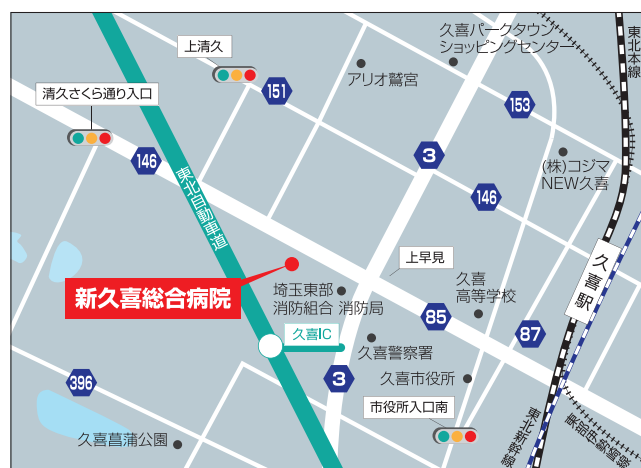 上清久
久喜パークタウン
ショッピングセンター
東北本線
アリオ鷲宮
清久さくら通り入口
151
153
146
3
(株)コジマ
NEW久喜
146
東北自動車道
上早見
久喜駅
新久喜総合病院
埼玉東部
消防組合 消防局
久喜
高等学校
85
久喜IC
87
久喜警察署
396
3
久喜市役所
市役所入口南
久喜菖蒲公園
東北新幹線
東部伊勢崎線